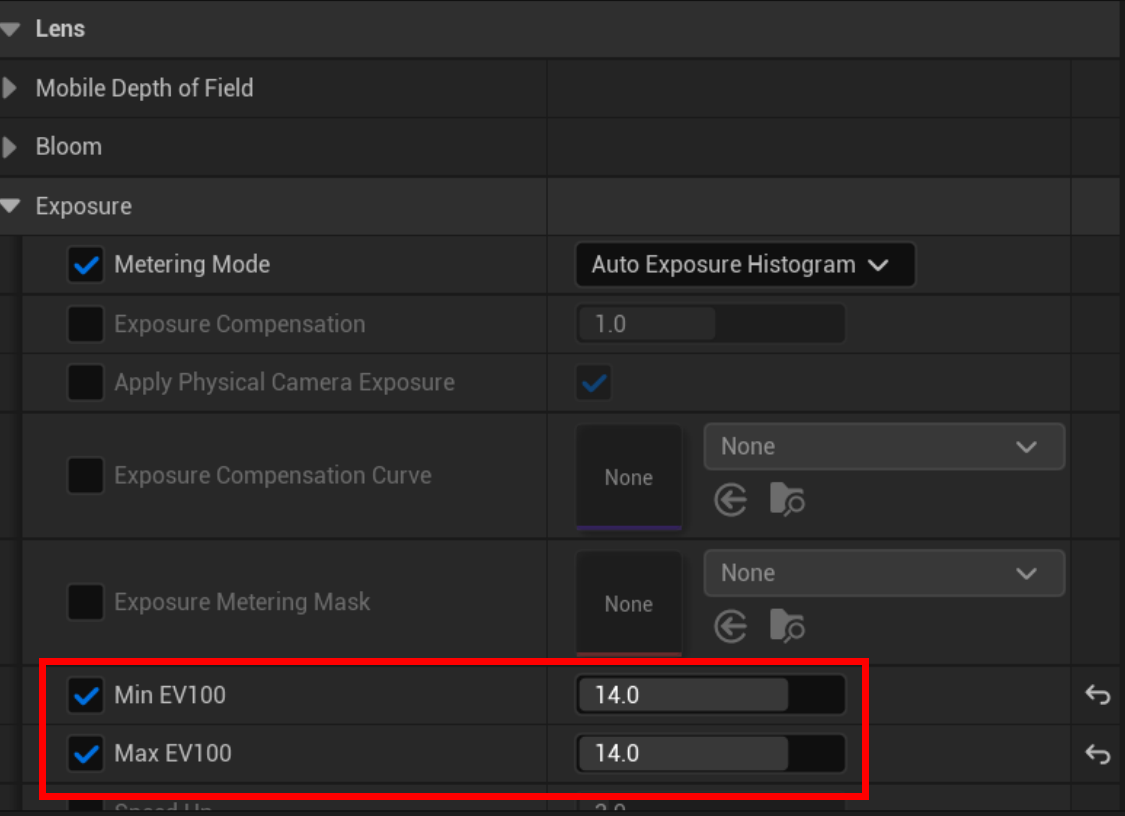 Lens
Mobile Depth of Field
Bloom
Exposure
Metering Mode Auto Exposure Histogram
Exposure Compensation 1.0
Apply Physical Camera Exposure
Exposure Compensation Curve None None
Exposure Metering Mask None None
Min EV100 14.0
Max EV100 14.0